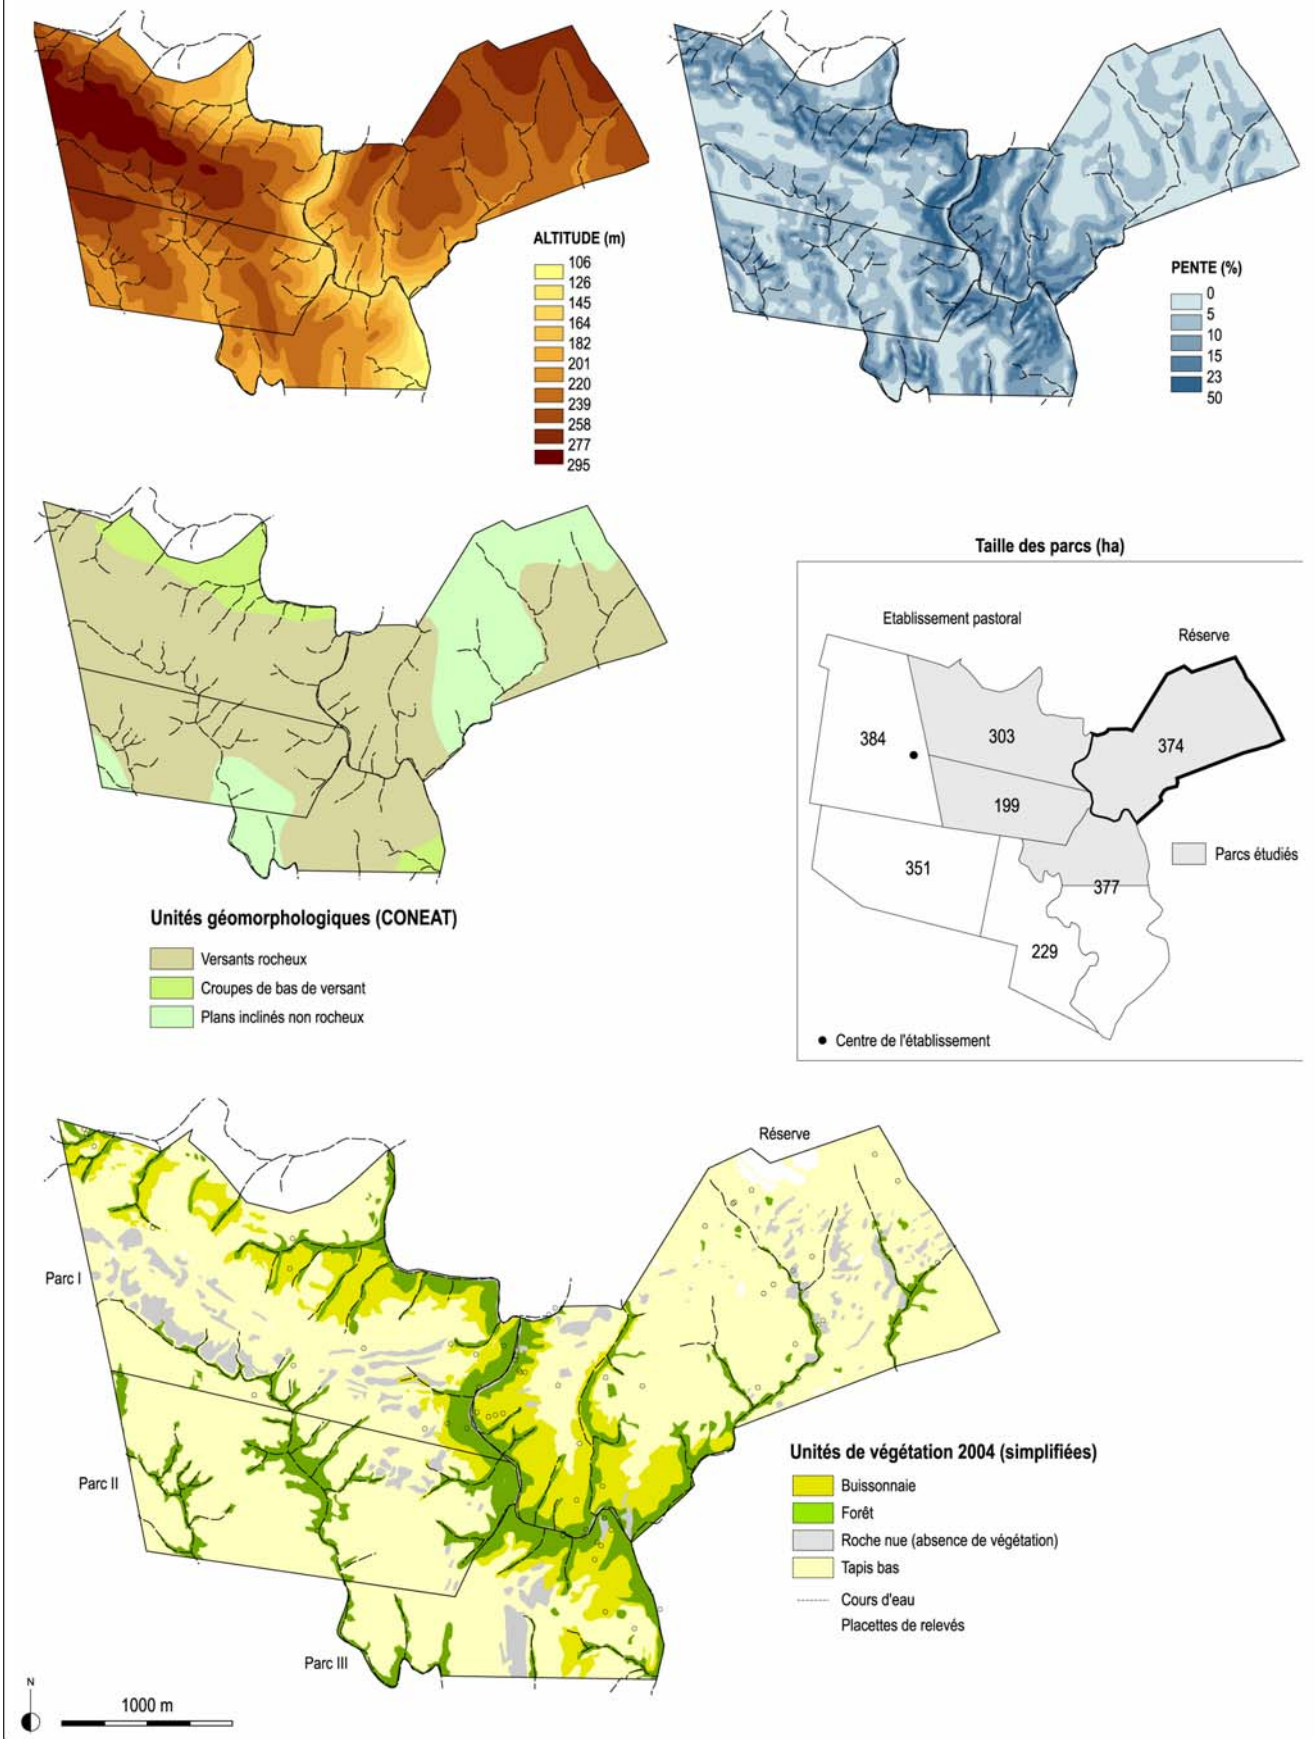 ALTITUDE (m)
106
126
145
164
182
201
220
239
258
277
295
PENTE (%)
0
5
10
15
23
50
Unités géomorphologiques (CONEAT)
Versants rocheux
Croupes de bas de versant
Plans inclinés non rocheux
Taille des parcs (ha)
Etablissement pastoral
Réserve
384
303
374
199
351
377
229
Parcs étudiés
Centre de l'établissement
Réserve
Parc I
Parc II
Parc III
Unités de végétation 2004 (simplifiées)
Buissonnaie
Forêt
Roche nue (absence de végétation)
Tapis bas
Cours d'eau
Placettes de relevés
N
1000 m